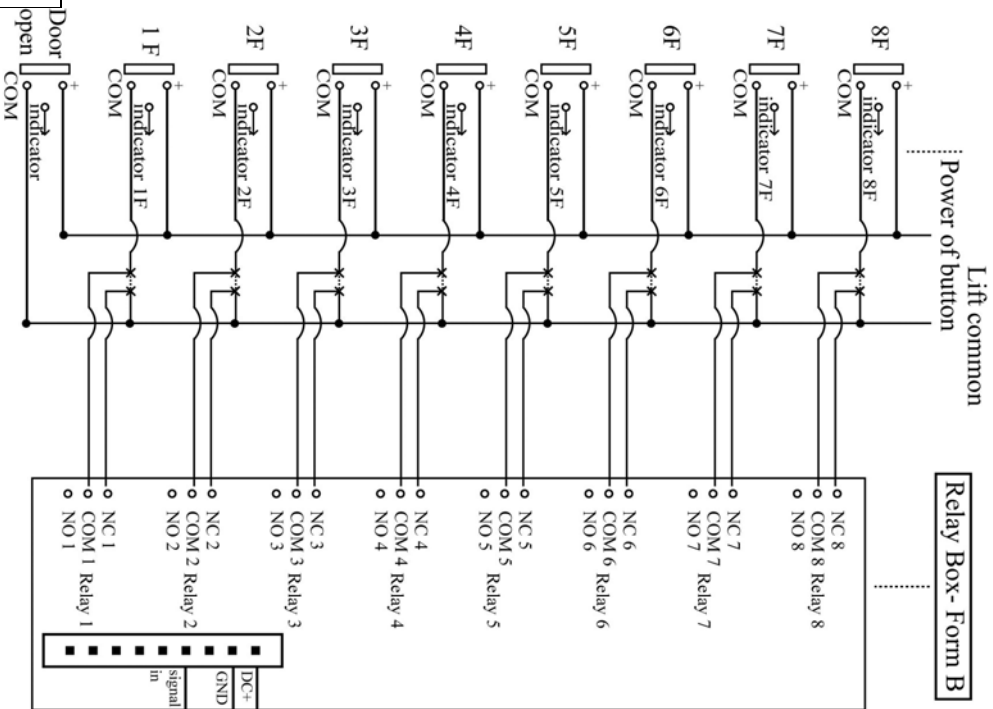 Door
open
1 F
2F
3F
4F
5F
6F
7F
8F
COM
+
COM
+
COM
+
COM
+
COM
+
COM
+
COM
+
COM
+
COM
+
indicator
indicator 1F
indicator 2F
indicator 3F
indicator 4F
indicator 5F
indicator 6F
indicator 7F
indicator 8F
Power of button
Lift common
Relay Box- Form B
NO 1
COM 1 Relay 1
NC 1
NO 2
COM 2 Relay 2
NC 2
NO 3
COM 3 Relay 3
NC 3
NO 4
COM 4 Relay 4
NC 4
NO 5
COM 5 Relay 5
NC 5
NO 6
COM 6 Relay 6
NC 6
NO 7
COM 7 Relay 7
NC 7
NO 8
COM 8 Relay 8
NC 8
signal
in
GND
DC+